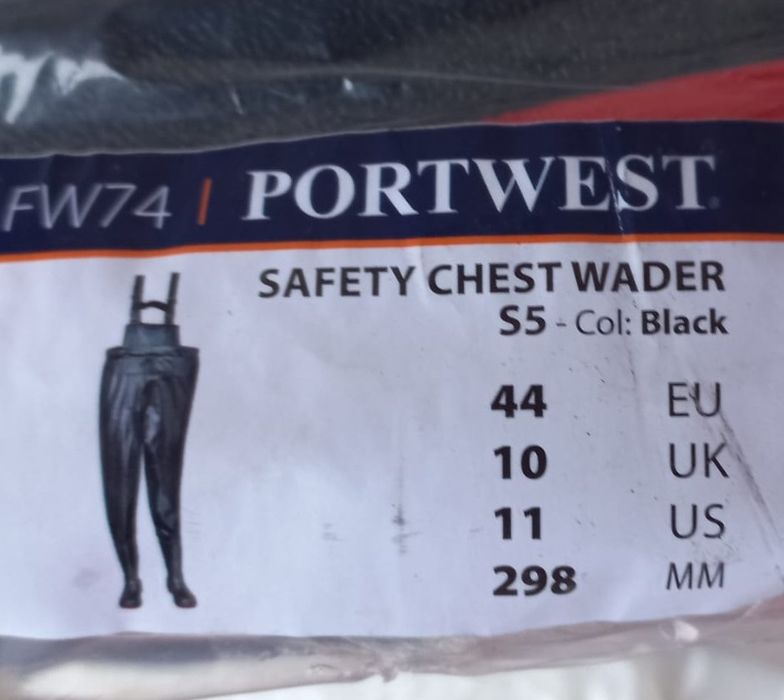 FW74 | PORTWEST
SAFETY CHEST WADER
S5 - Col: Black
44 EU
10 UK
11 US
298 MM